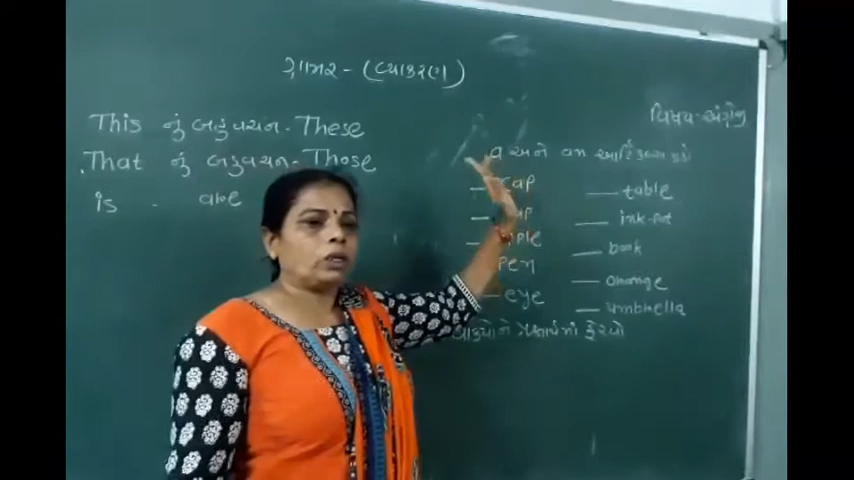 ગ્રામર - (વ્યાકરણ)
વિષય - અંગ્રેજી
This નું બહુવચન - These
That નું બહુવચન - Those
is - are
a અને an આર્ટિકલ્સ મુકો
cap
table
ink-pot
book
pen
orange
eye
umbrella
વાક્યોને પ્રશ્નાર્થમાં ફેરવો